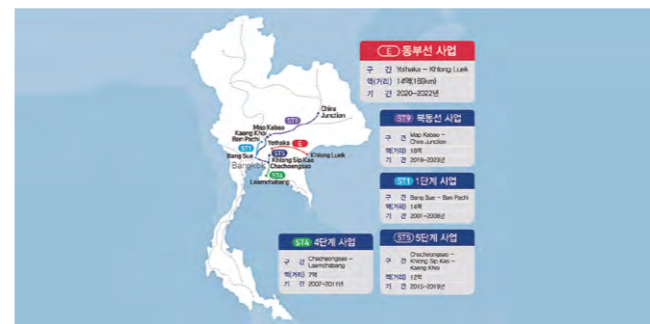 E 동부선 사업
구 간 Yothaka - Khlong Luek
역(거리) 14역(169km)
기 간 2020-2022년
ST3
Chira
Junction
Map Kabao
Kaeng Khoi
Ban Pachi
Yothaka
E
ST1
ST5
Khlong Luek
Bang Sue
Khlong Sip Kao
Bangkok
Chachoengsao
ST4
Laemchabang
북동선 사업
구 간 Map Kabao -
Chira Junction
역(거리) 18역
기 간 2019-2023년
ST1 1단계 사업
구 간 Bang Sue - Ban Pachi
역(거리) 14역
기 간 2001-2006년
ST4 4단계 사업
구 간 Chachoengsao -
Laemchabang
역(거리) 7역
기 간 2007-2011년
ST5 5단계 사업
구 간 Chachoengsao -
Khlong Sip Kao -
Kaeng Khoi
역(거리) 12역
기 간 2015-2019년